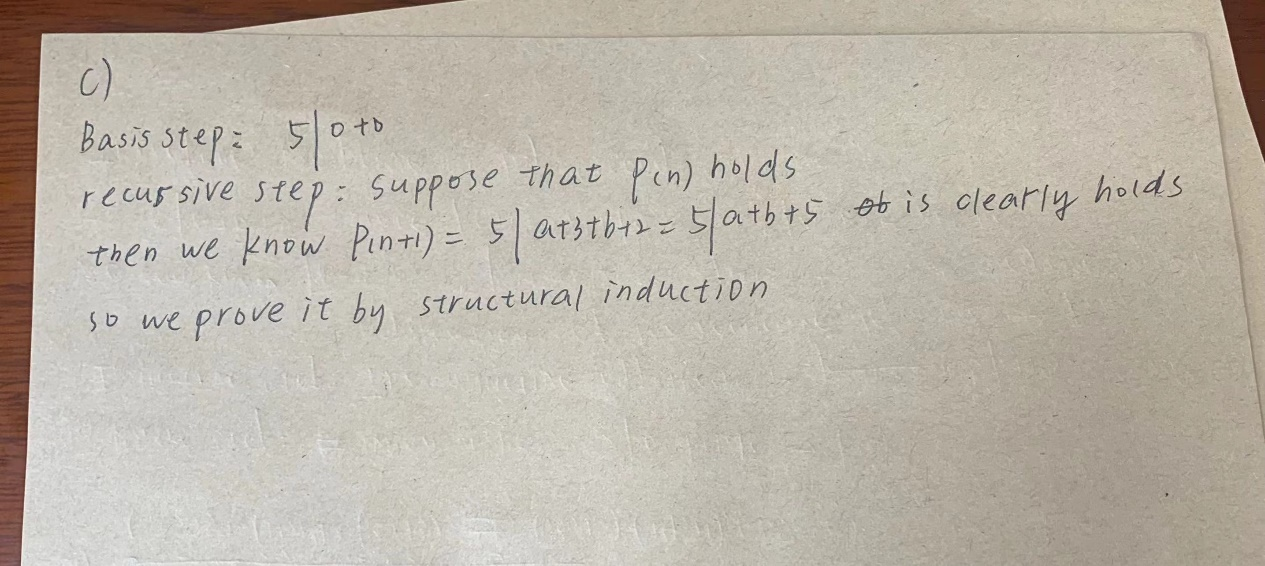 c)
Basis step: 5|0+0
recursive step: suppose that P(n) holds
then we know P(n+1) = 5|a+3+b+2 = 5|a+b+5 is clearly holds
so we prove it by structural induction